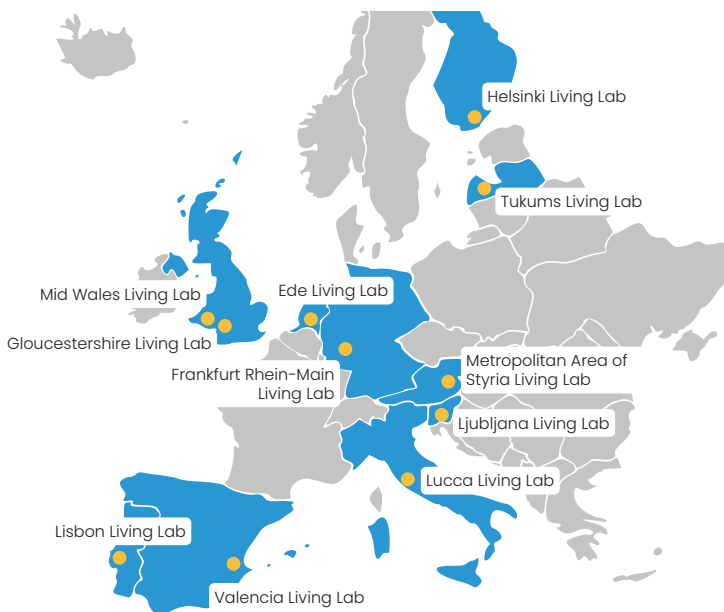 Helsinki Living Lab
Tukums Living Lab
Mid Wales Living Lab
Ede Living Lab
Gloucestershire Living Lab
Frankfurt Rhein-Main
Living Lab
Metropolitan Area of
Styria Living Lab
Ljubljana Living Lab
Lucca Living Lab
Lisbon Living Lab
Valencia Living Lab